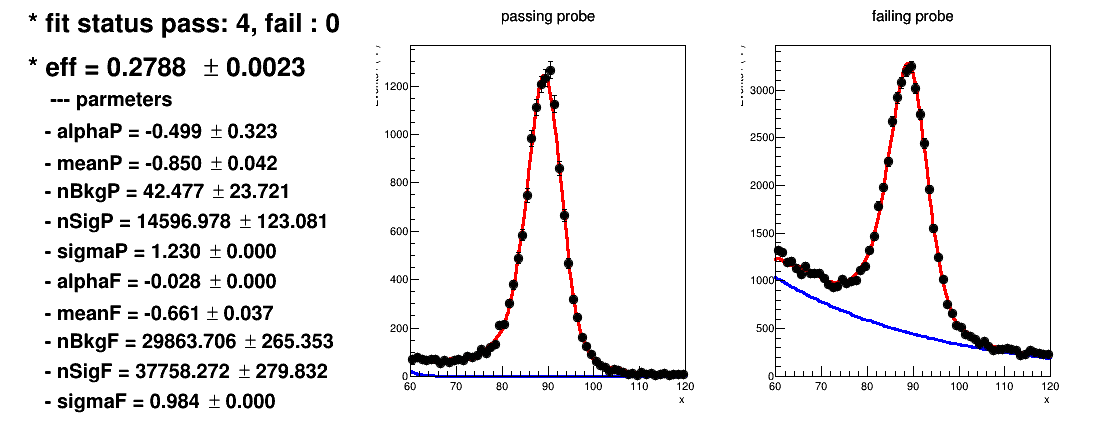 * fit status pass: 4, fail : 0
* eff = 0.2788 ± 0.0023
--- parmeters
- alphaP = -0.499 ± 0.323
- meanP = -0.850 ± 0.042
- nBkgP = 42.477 ± 23.721
- nSigP = 14596.978 ± 123.081
- sigmaP = 1.230 ± 0.000
- alphaF = -0.028 ± 0.000
- meanF = -0.661 ± 0.037
- nBkgF = 29863.706 ± 265.353
- nSigF = 37758.272 ± 279.832
- sigmaF = 0.984 ± 0.000
passing probe
1200
1000
800
600
400
200
0
60 70 80 90 100 110 120
x
failing probe
3000
2500
2000
1500
1000
500
0
60 70 80 90 100 110 120
x